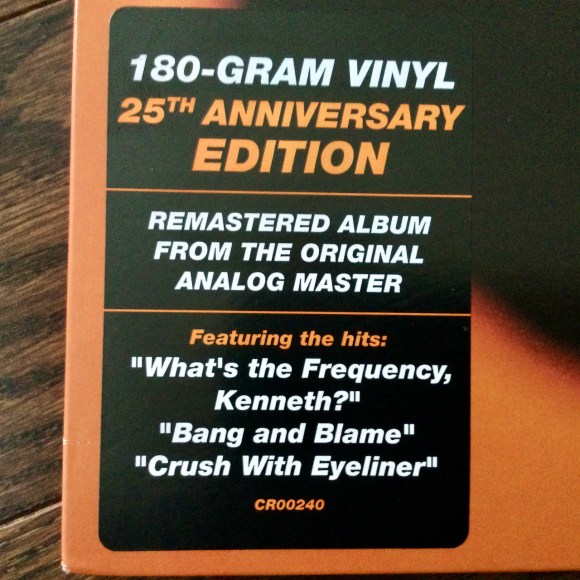 180-GRAM VINYL
25TH ANNIVERSARY
EDITION
REMASTERED ALBUM
FROM THE ORIGINAL
ANALOG MASTER
Featuring the hits:
"What's the Frequency,
Kenneth?"
"Bang and Blame"
"Crush With Eyeliner"
CR00240